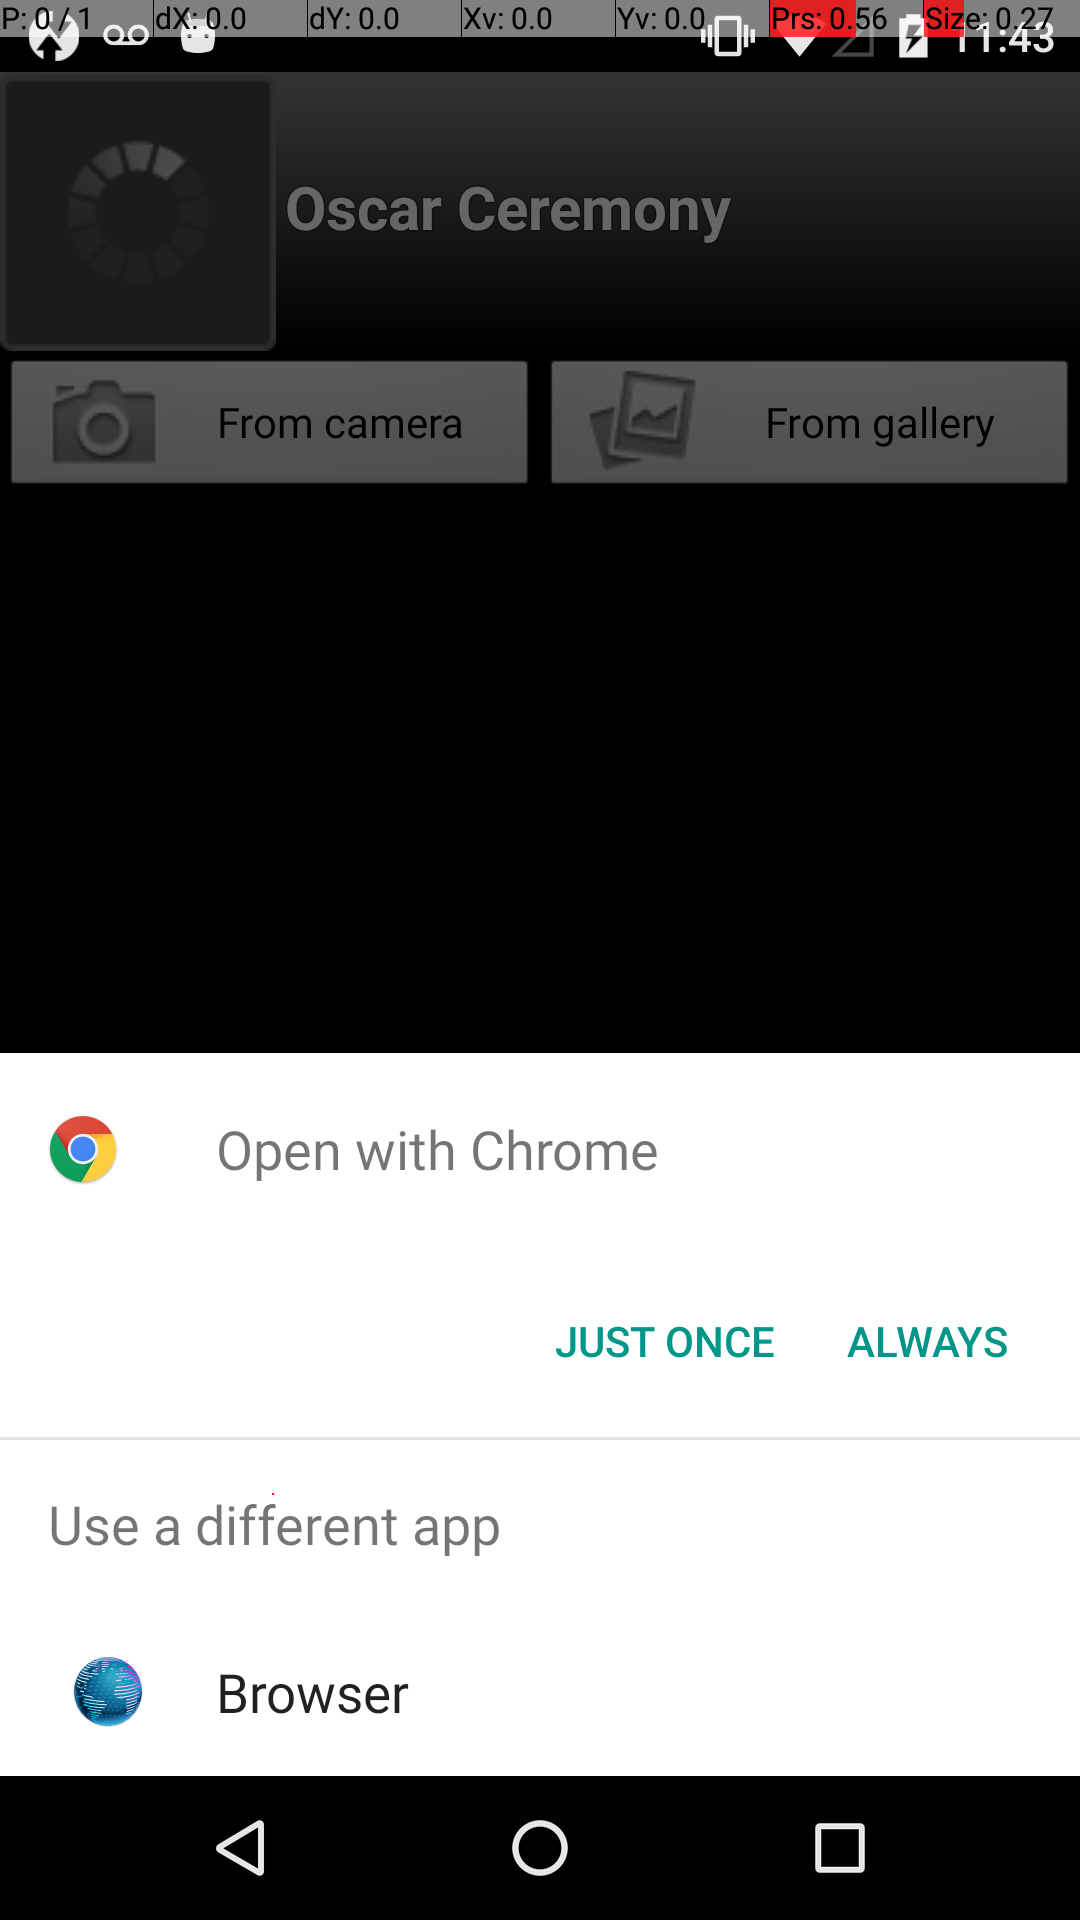 P: 0 / 1 dX: 0.0 dY: 0.0 Xv: 0.0 Yv: 0.0 Prs: 0.56 Size: 0.27
11:43
Oscar Ceremony
From camera From gallery
Open with Chrome
JUST ONCE ALWAYS
Use a different app
Browser